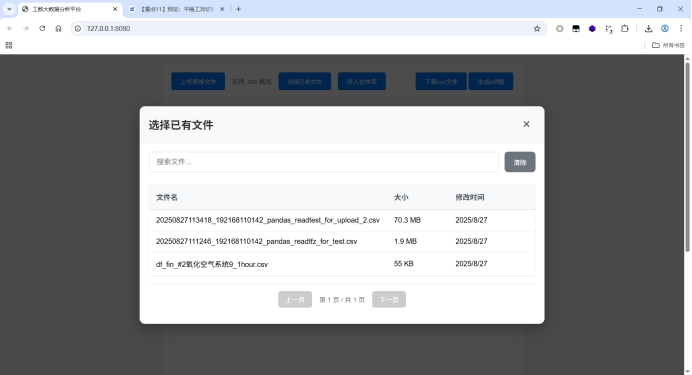 工数大数据分析平台
【重点11】预览：平稳工况切
127.0.0.1:8080
所有书签
上传表格文件
支持 .csv 格式
选择已有文件
存入文件库
下载csv文件
生成pdf图
选择已有文件
搜索文件...
清除
文件名 大小 修改时间
20250827113418_192168110142_pandas_readtest_for_upload_2.csv 70.3 MB 2025/8/27
20250827111246_192168110142_pandas_readtfz_for_test.csv 1.9 MB 2025/8/27
df_fin_#2氧化空气系统9_1hour.csv 55 KB 2025/8/27
上一页 第 1 页 / 共 1 页 下一页